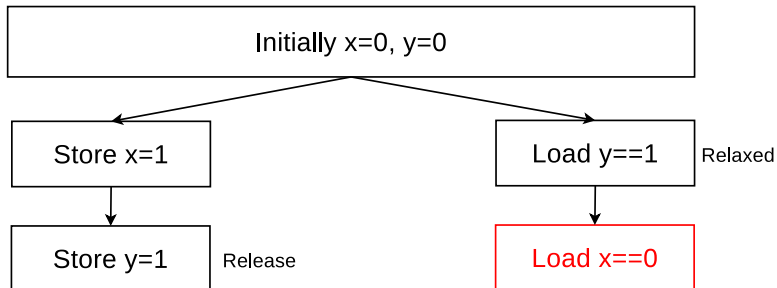 Initially x=0, y=0
Store x=1
Load y==1
Relaxed
Store y=1
Release
Load x==0